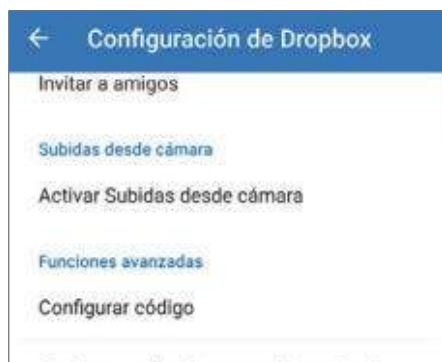 Configuración de Dropbox
Invitar a amigos
Subidas desde cámara
Activar Subidas desde cámara
Funciones avanzadas
Configurar código